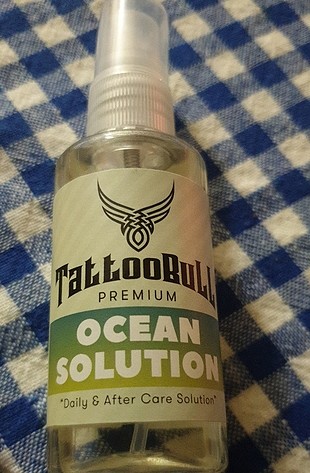 TattooBull
PREMIUM
OCEAN
SOLUTION
"Daily & After Care Solution"